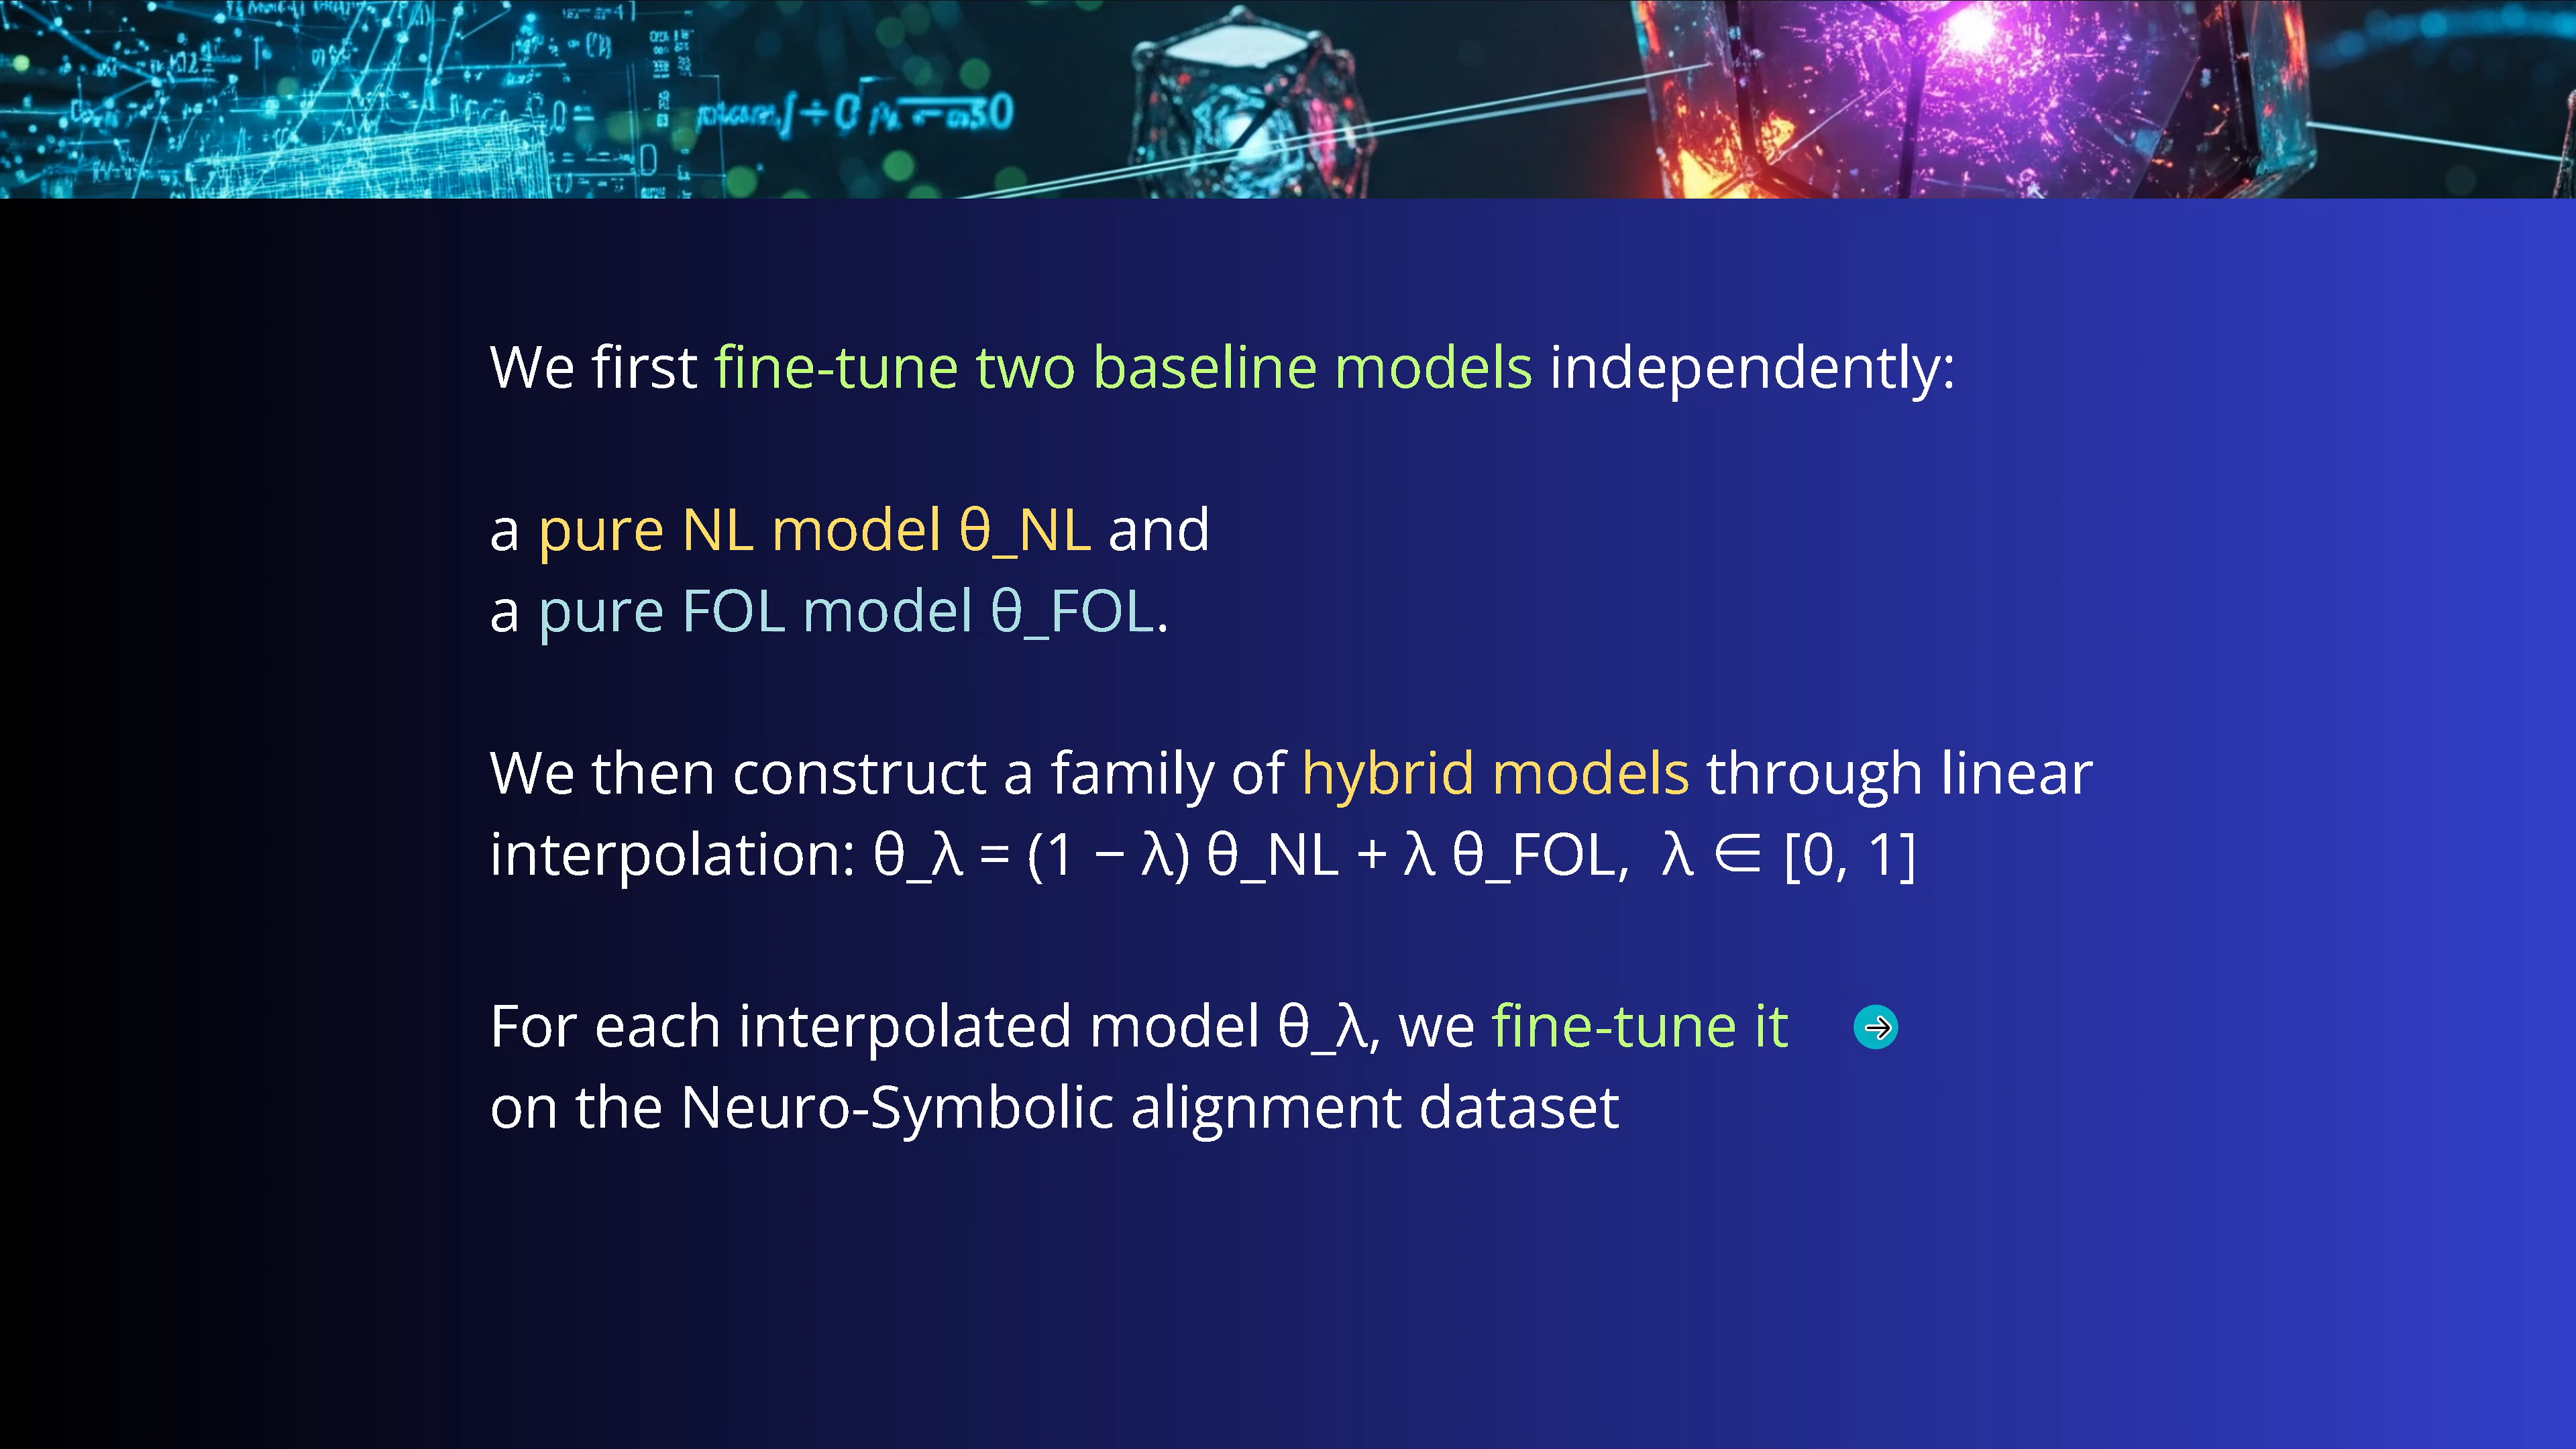 We first fine-tune two baseline models independently:
a pure NL model θ_NL and
a pure FOL model θ_FOL.
We then construct a family of hybrid models through linear
interpolation: θ_λ = (1 − λ) θ_NL + λ θ_FOL, λ ∈ [0, 1]
For each interpolated model θ_λ, we fine-tune it
on the Neuro-Symbolic alignment dataset